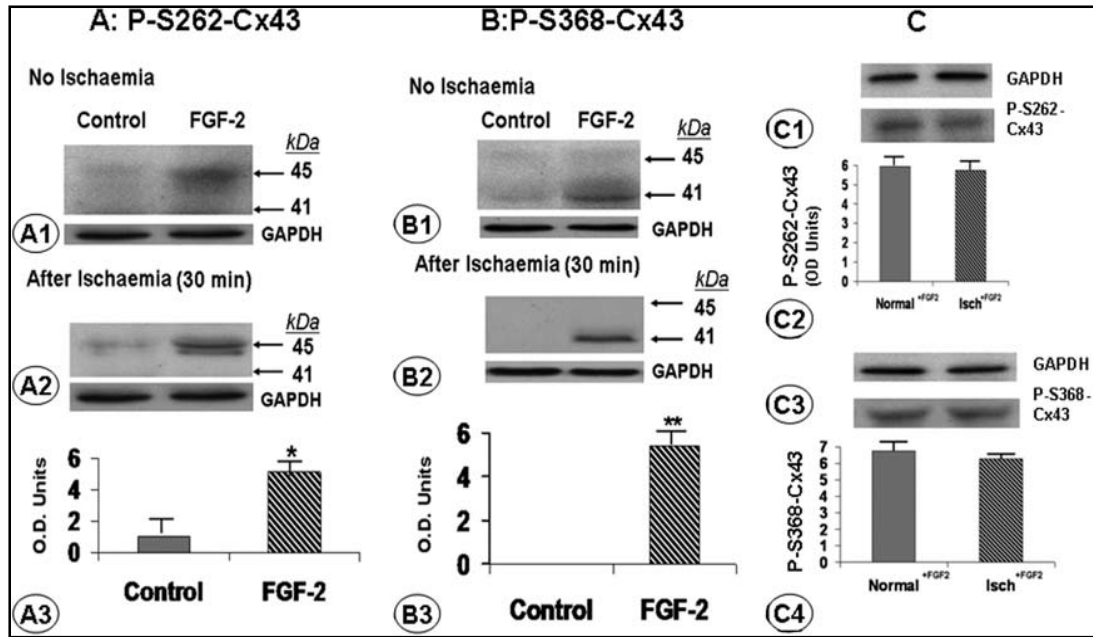 A: P-S262-Cx43
No Ischaemia
Control FGF-2
kDa
45
41
A1
GAPDH
After Ischaemia (30 min)
kDa
45
41
A2
GAPDH
6
4
2
0
O.D. Units
*
Control FGF-2
A3
B:P-S368-Cx43
No Ischaemia
Control FGF-2
kDa
45
41
B1
GAPDH
After Ischaemia (30 min)
kDa
45
41
B2
GAPDH
6
4
2
0
O.D. Units
**
Control FGF-2
B3
C
GAPDH
C1
P-S262-
Cx43
6
5
4
3
2
1
0
P-S262-Cx43
(OD Units)
Normal +FGF2 Isch +FGF2
C2
GAPDH
C3
P-S368-
Cx43
7
6
5
4
3
2
1
0
P-S368-Cx43
Normal +FGF2 Isch +FGF2
C4